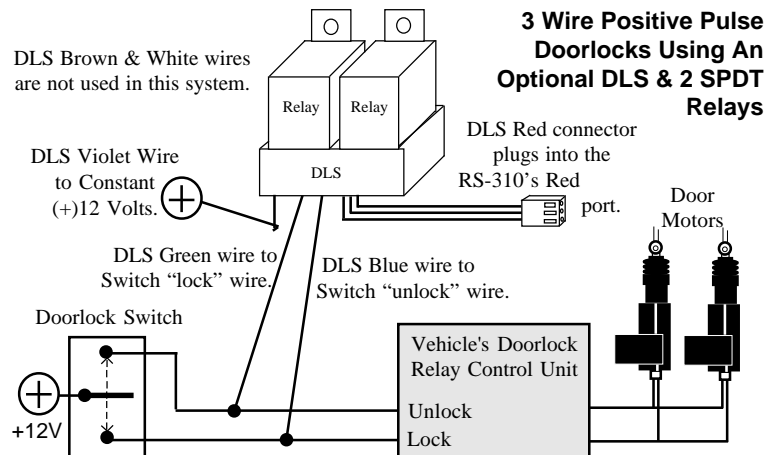 3 Wire Positive Pulse
Doorlocks Using An
Optional DLS & 2 SPDT
Relays
DLS Brown & White wires
are not used in this system.
Relay
Relay
DLS
DLS Red connector
plugs into the
RS-310's Red
port.
DLS Violet Wire
to Constant
(+)12 Volts.
Door
Motors
DLS Green wire to
Switch “lock” wire.
DLS Blue wire to
Switch “unlock” wire.
Doorlock Switch
+12V
Vehicle's Doorlock
Relay Control Unit
Unlock
Lock